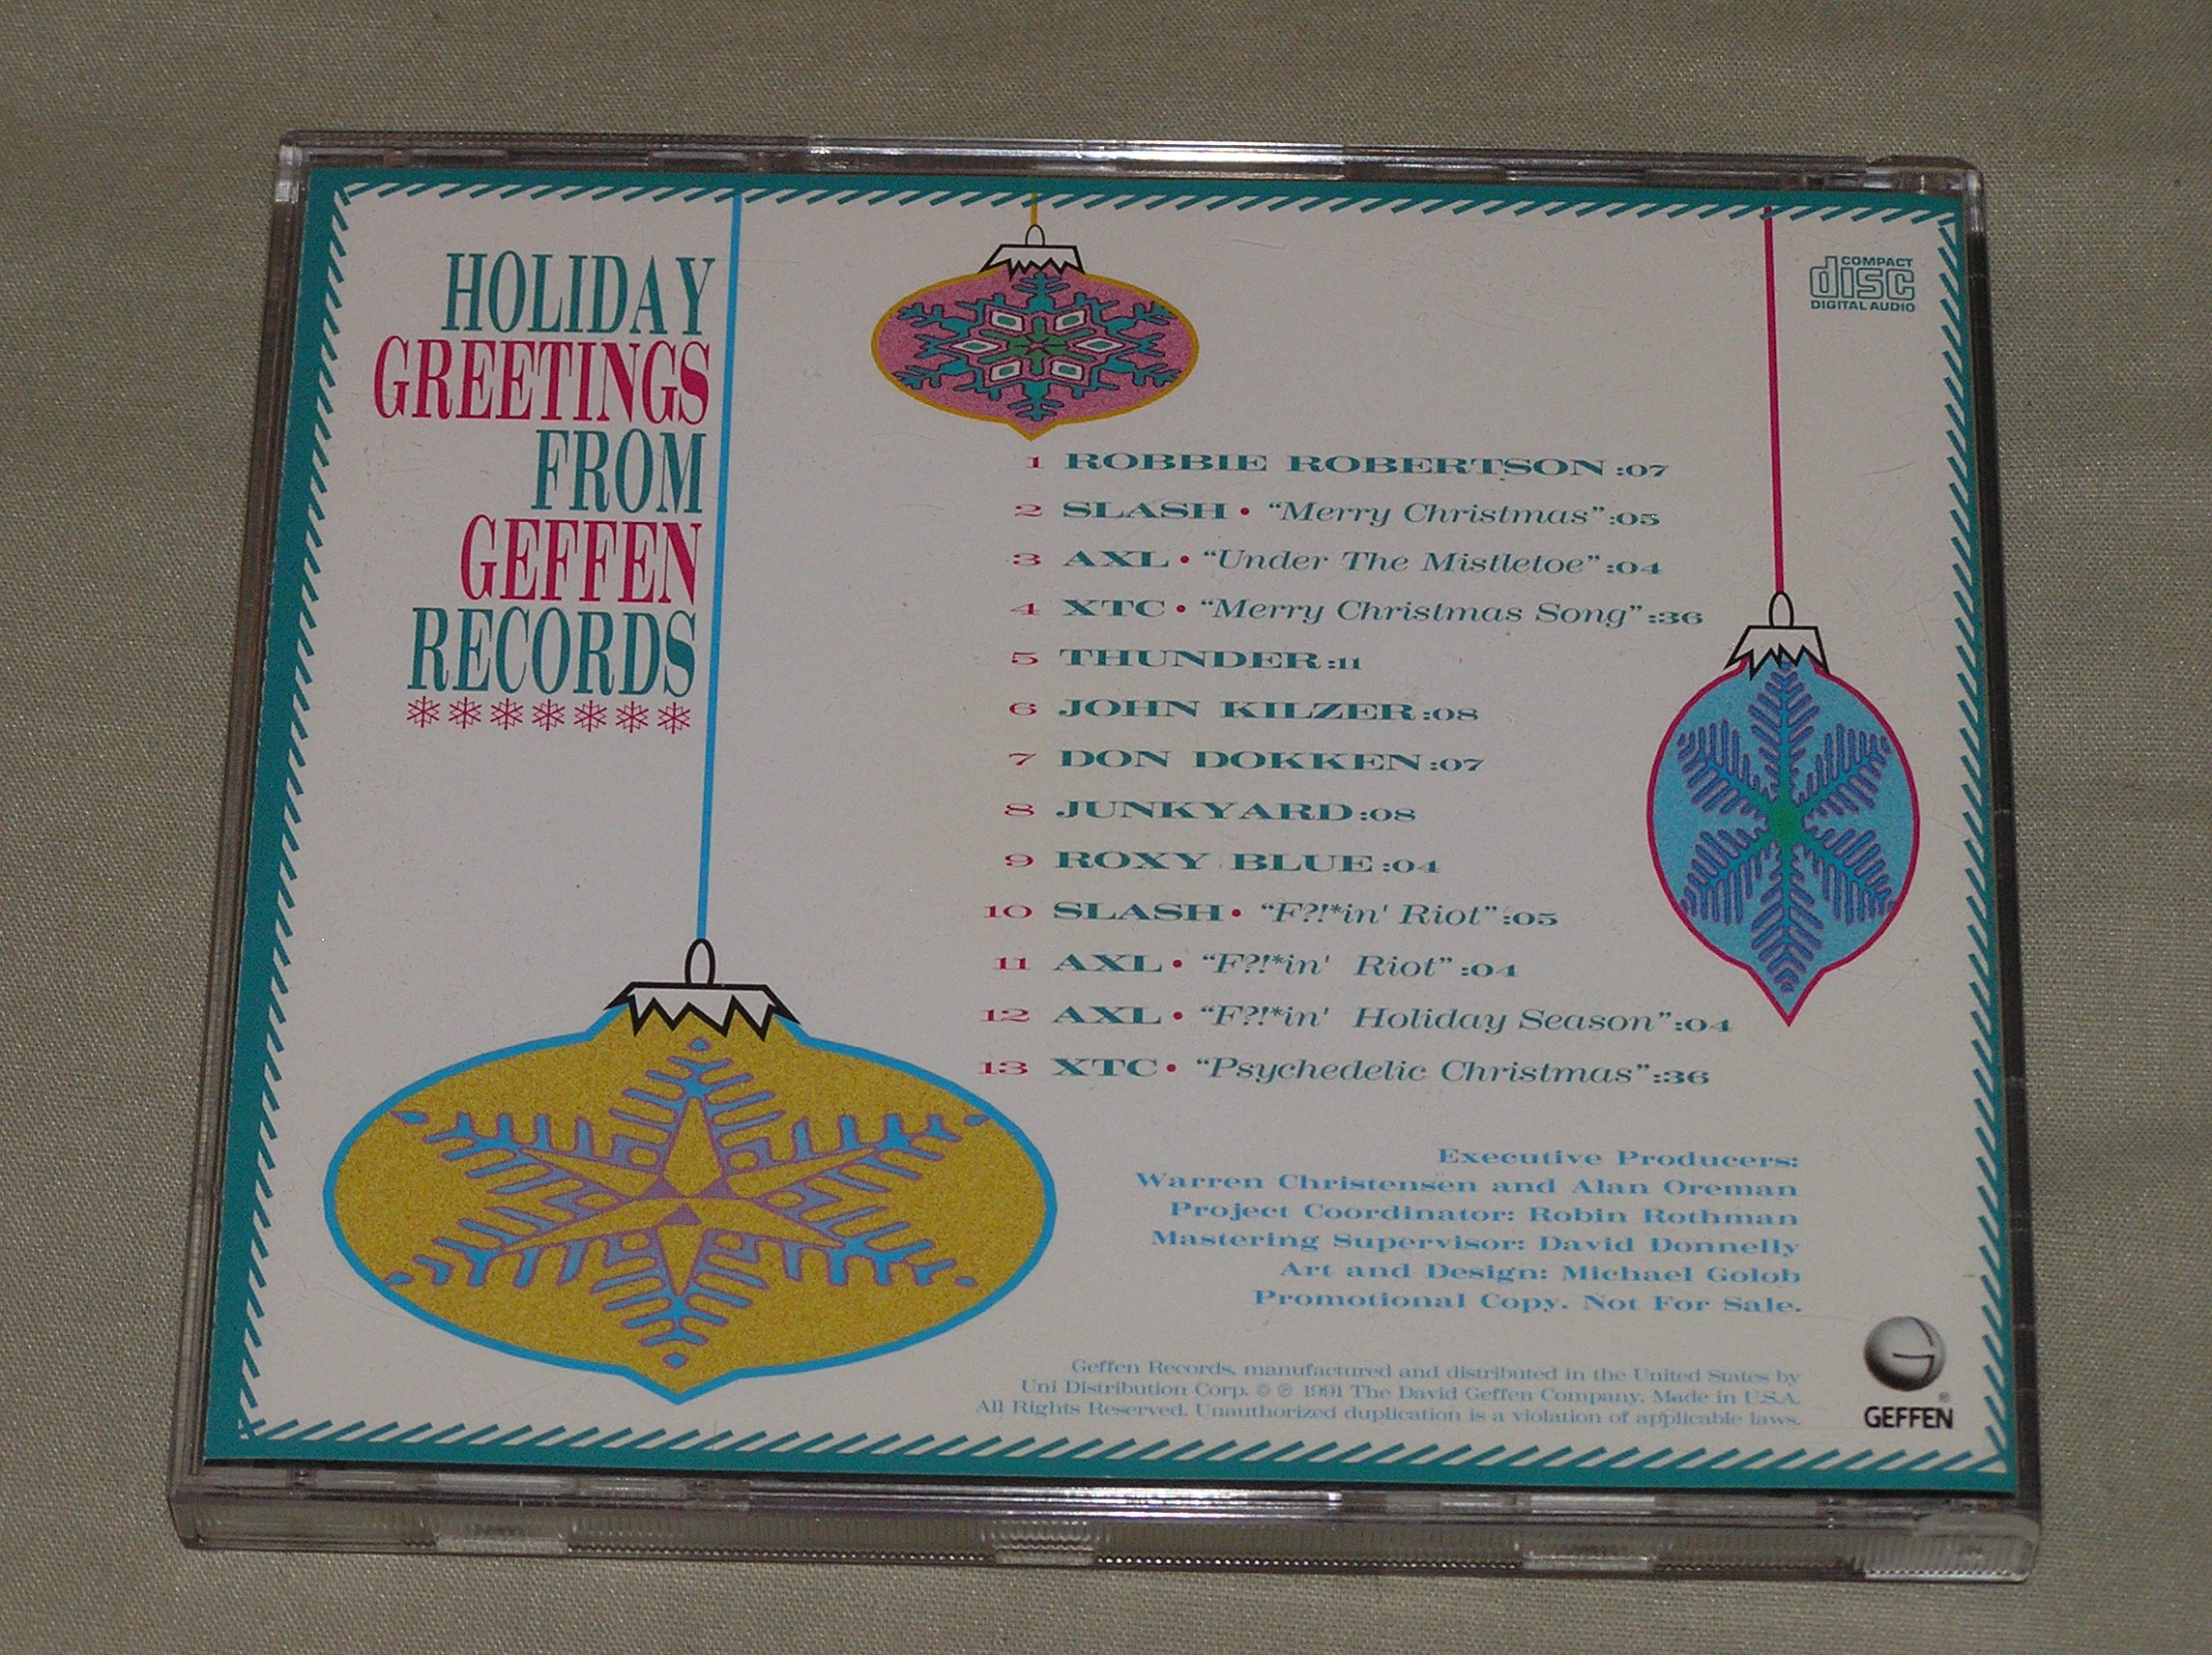 HOLIDAY
GREETINGS
FROM
GEFFEN
RECORDS
COMPACT
disc
DIGITAL AUDIO
1 ROBBIE ROBERTSON :07
2 SLASH • “Merry Christmas” :05
3 AXL • “Under The Mistletoe” :04
4 XTC • “Merry Christmas Song” :36
5 THUNDER :11
6 JOHN KILZER :08
7 DON DOKKEN :07
8 JUNKYARD :08
9 ROXY BLUE :04
10 SLASH • “F?!*in' Riot” :05
11 AXL • “F?!*in' Riot” :04
12 AXL • “F?!*in' Holiday Season” :04
13 XTC • “Psychedelic Christmas” :36
Executive Producers:
Warren Christensen and Alan Oreman
Project Coordinator: Robin Rothman
Mastering Supervisor: David Donnelly
Art and Design: Michael Golob
Promotional Copy. Not For Sale.
Geffen Records, manufactured and distributed in the United States by
Uni Distribution Corp. © ℗ 1991 The David Geffen Company. Made in U.S.A.
All Rights Reserved. Unauthorized duplication is a violation of applicable laws.
®
GEFFEN